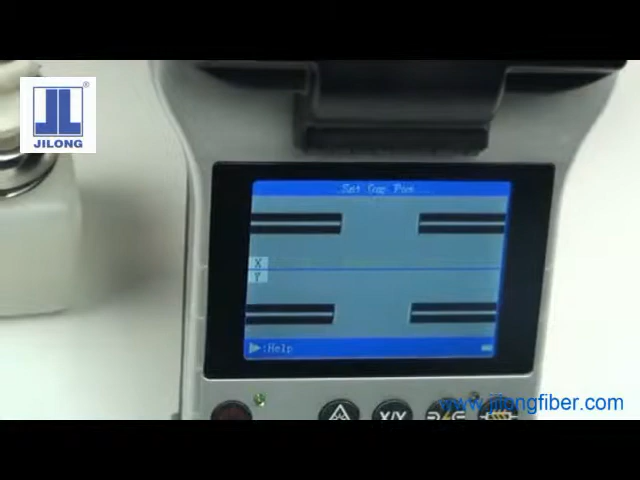 JILONG
Set Gap Pos...
X
Y
:Help
X/Y
www.jilongfiber.com